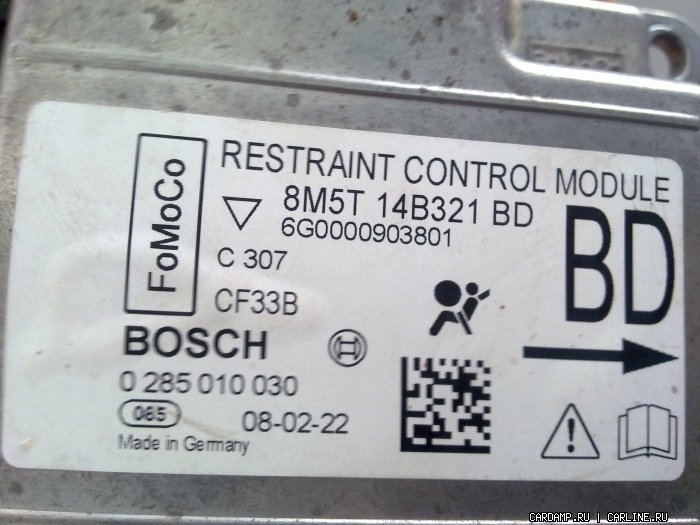 FoMoCo
RESTRAINT CONTROL MODULE
FoMoCo
8M5T 14B321 BD
6G0000903801
BD
C 307
CF33B
BOSCH
0 285 010 030
065
08-02-22
Made in Germany
CARDAMP.RU | CARLINE.RU